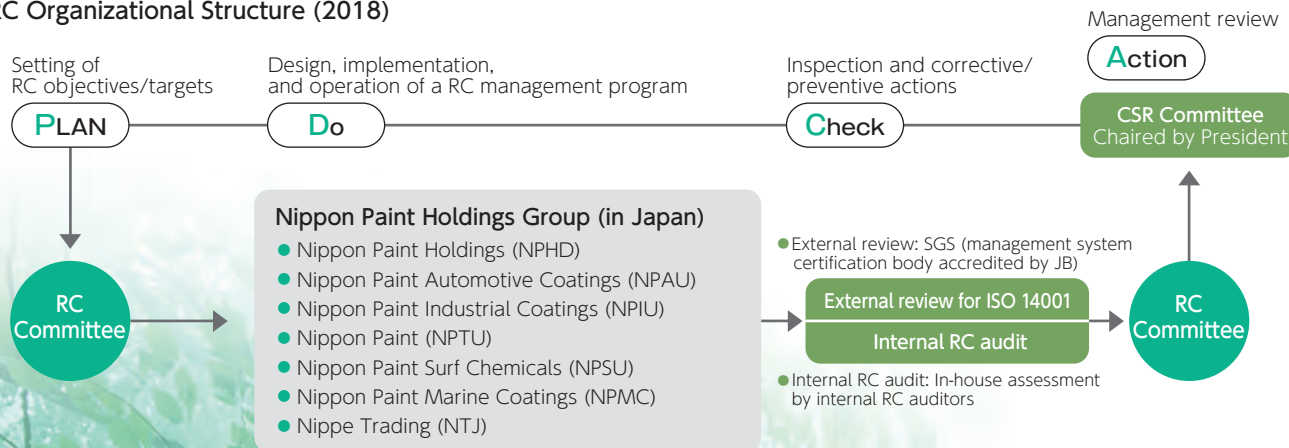 RC Organizational Structure (2018)
Management review
Action
Setting of
RC objectives/targets
PLAN
Design, implementation,
and operation of a RC management program
Do
Inspection and corrective/
preventive actions
Check
CSR Committee
Chaired by President
RC
Committee
Nippon Paint Holdings Group (in Japan)
● Nippon Paint Holdings (NPHD)
● Nippon Paint Automotive Coatings (NPAU)
● Nippon Paint Industrial Coatings (NPIU)
● Nippon Paint (NPTU)
● Nippon Paint Surf Chemicals (NPSU)
● Nippon Paint Marine Coatings (NPMC)
● Nippe Trading (NTJ)
● External review: SGS (management system
certification body accredited by JB)
External review for ISO 14001
Internal RC audit
● Internal RC audit: In-house assessment
by internal RC auditors
RC
Committee